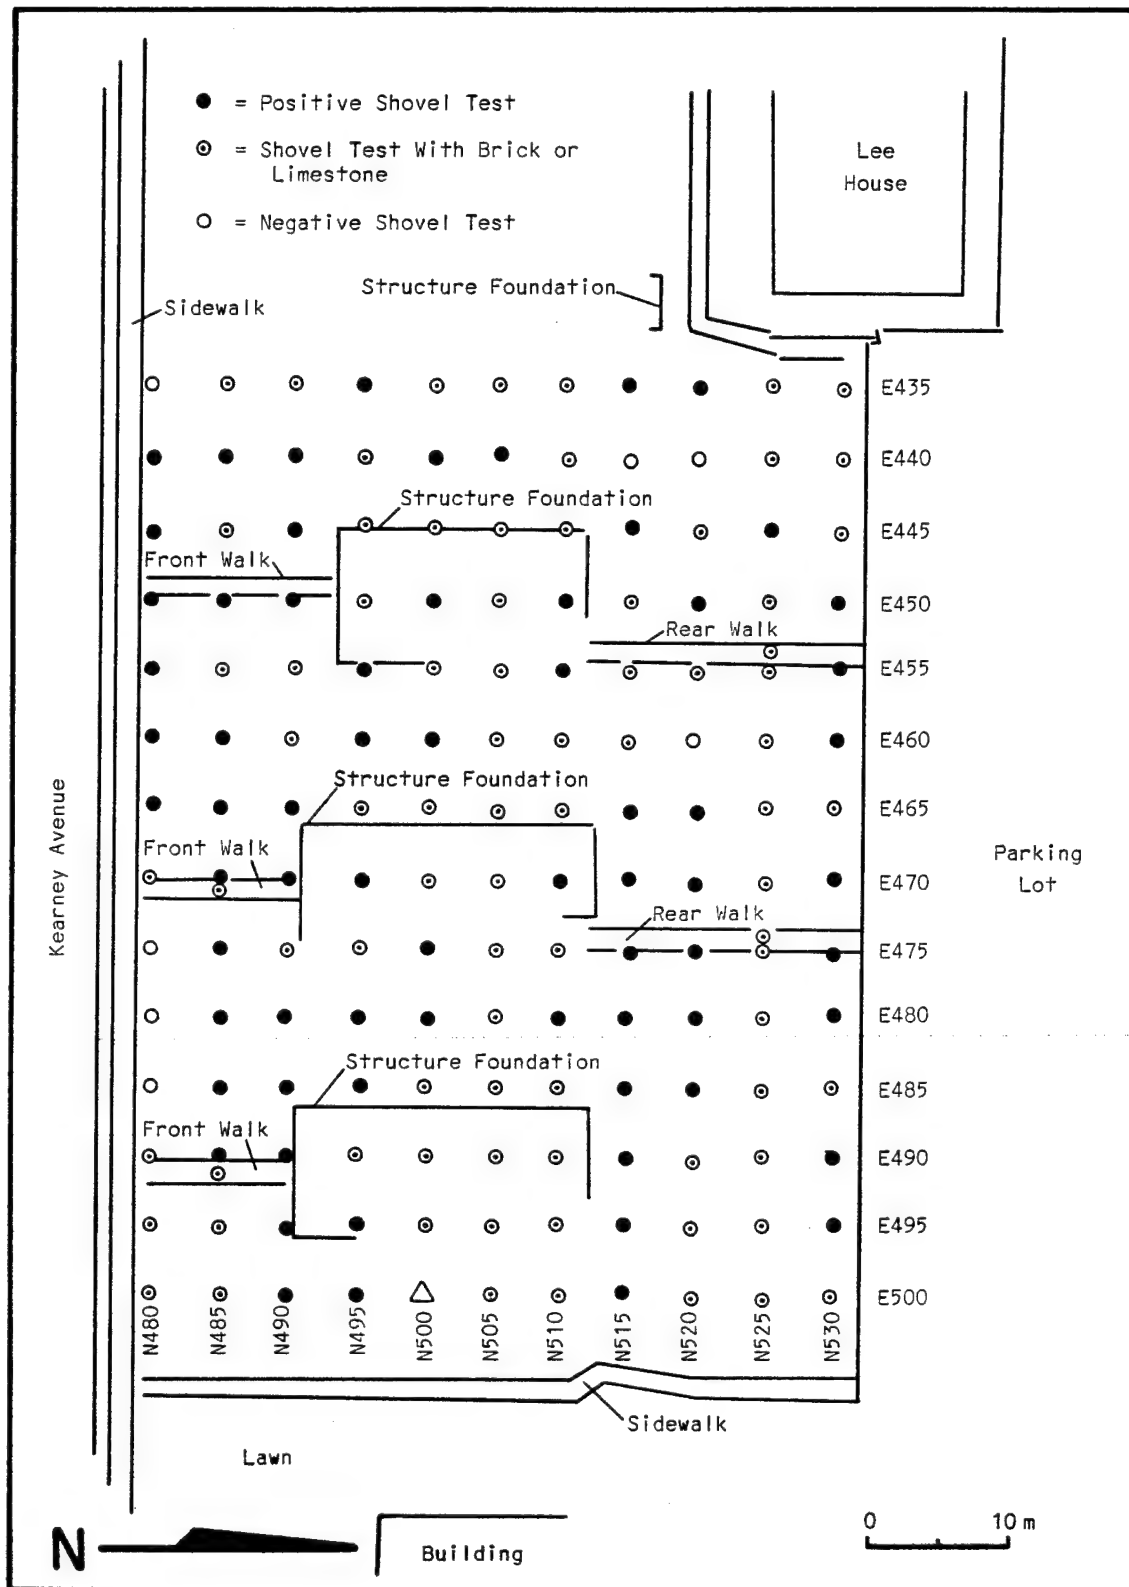 = Positive Shovel Test
= Shovel Test With Brick or
Limestone
= Negative Shovel Test
Lee
House
Structure Foundation
Sidewalk
E435
E440
Structure Foundation
E445
Front Walk
E450
Rear Walk
E455
E460
Structure Foundation
E465
Front Walk
Kearney Avenue
Parking
Lot
E470
Rear Walk
E475
E480
Structure Foundation
E485
Front Walk
E490
E495
E500
N480
N485
N490
N495
N500
N505
N510
N515
N520
N525
N530
Sidewalk
Lawn
N
Building
0 10 m